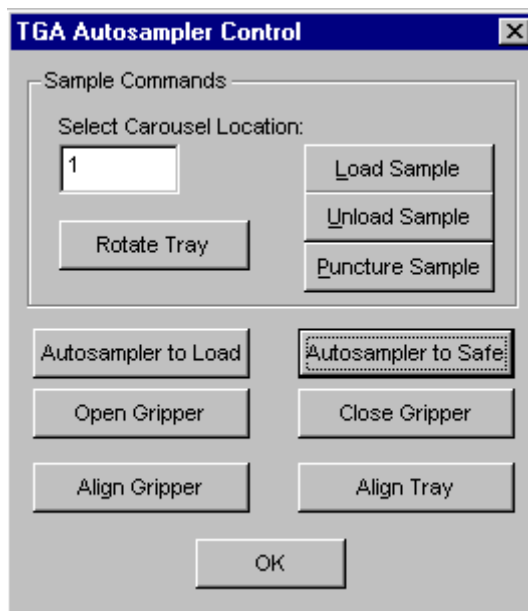 TGA Autosampler Control
Sample Commands
Select Carousel Location:
1
Load Sample
Unload Sample
Rotate Tray
Puncture Sample
Autosampler to Load
Autosampler to Safe
Open Gripper
Close Gripper
Align Gripper
Align Tray
OK